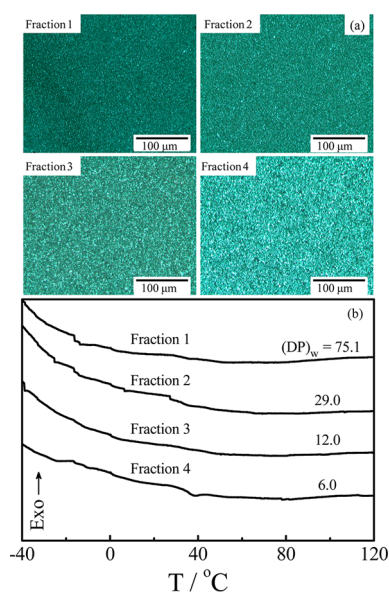 Fraction 1
Fraction 2
(a)
100 μm
100 μm
Fraction 3
Fraction 4
100 μm
100 μm
(b)
Fraction 1
(DP)w = 75.1
Fraction 2
29.0
Fraction 3
12.0
Fraction 4
6.0
Exo →
-40 0 40 80 120
T / °C